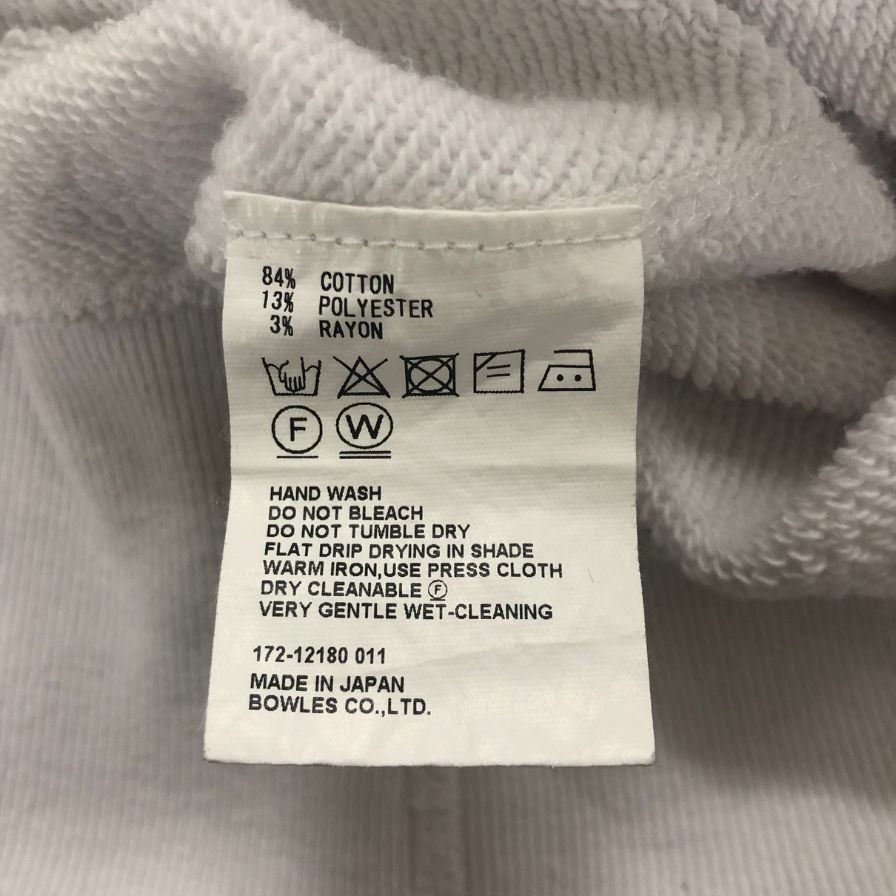 84% COTTON
13% POLYESTER
3% RAYON
F W
HAND WASH
DO NOT BLEACH
DO NOT TUMBLE DRY
FLAT DRIP DRYING IN SHADE
WARM IRON,USE PRESS CLOTH
DRY CLEANABLE Ⓕ
VERY GENTLE WET-CLEANING
172-12180 011
MADE IN JAPAN
BOWLES CO.,LTD.